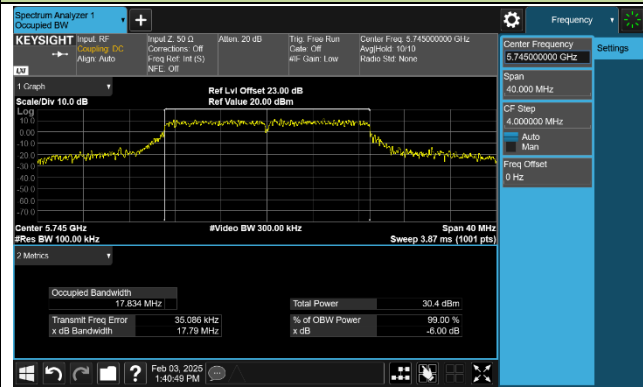 Spectrum Analyzer 1
Occupied BW
Frequency
KEYSIGHT
Input: RF
Coupling: DC
Align: Auto
Input Z: 50 Ω
Corrections: Off
Freq Ref: Int (S)
NFE: Off
Atten: 20 dB
Trig: Free Run
Gate: Off
#IF Gain: Low
Center Freq: 5.745000000 GHz
Avg|Hold: 10/10
Radio Std: None
LXI
Center Frequency
5.745000000 GHz
Settings
Span
40.000 MHz
CF Step
4.000000 MHz
Auto
Man
Freq Offset
0 Hz
1 Graph
Scale/Div 10.0 dB
Ref Lvl Offset 23.00 dB
Ref Value 20.00 dBm
Log
10.0
0.00
-10.0
-20.0
-30.0
-40.0
-50.0
-60.0
-70.0
Center 5.745 GHz
#Video BW 300.00 kHz
Span 40 MHz
#Res BW 100.00 kHz
Sweep 3.87 ms (1001 pts)
2 Metrics
Occupied Bandwidth
17.834 MHz
Total Power 30.4 dBm
Transmit Freq Error 35.086 kHz
% of OBW Power 99.00 %
x dB Bandwidth 17.79 MHz
x dB -6.00 dB
Feb 03, 2025
1:40:49 PM